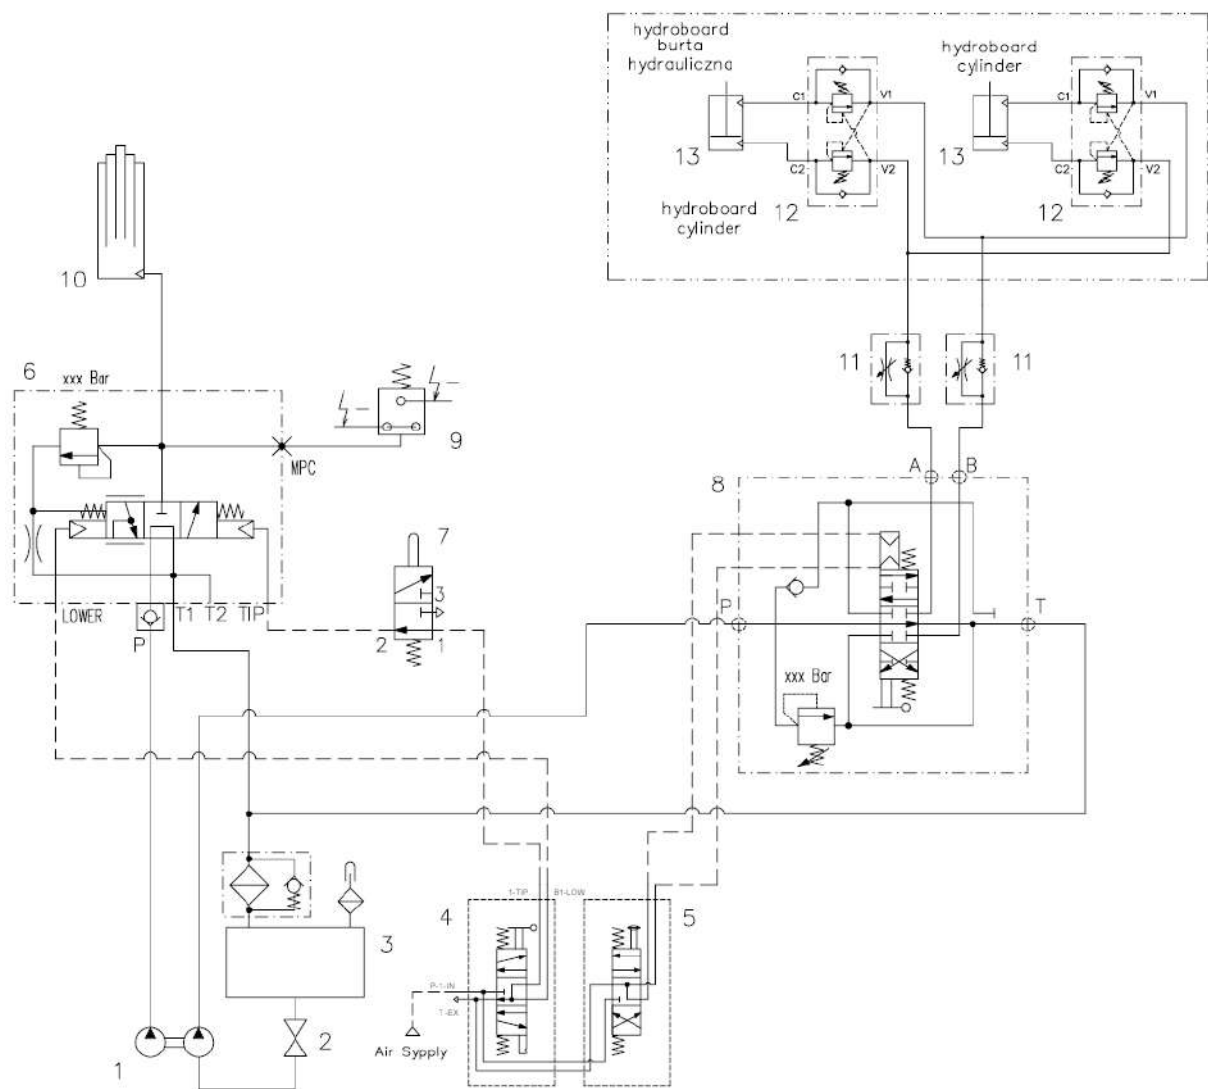 hydroboard
burta
hydrauliczna
hydroboard
cylinder
C1
V1
C1
V1
13
C2
V2
13
C2
V2
12
12
hydroboard
cylinder
10
11
11
6
xxx Bar
9
MPC
A
B
8
7
3
2
1
LOWER
T1
T2
TIP
P
P
T
xxx Bar
1-TIP
B1-LOW
4
5
3
P-1-IN
T-EX
Air Sypply
1
2